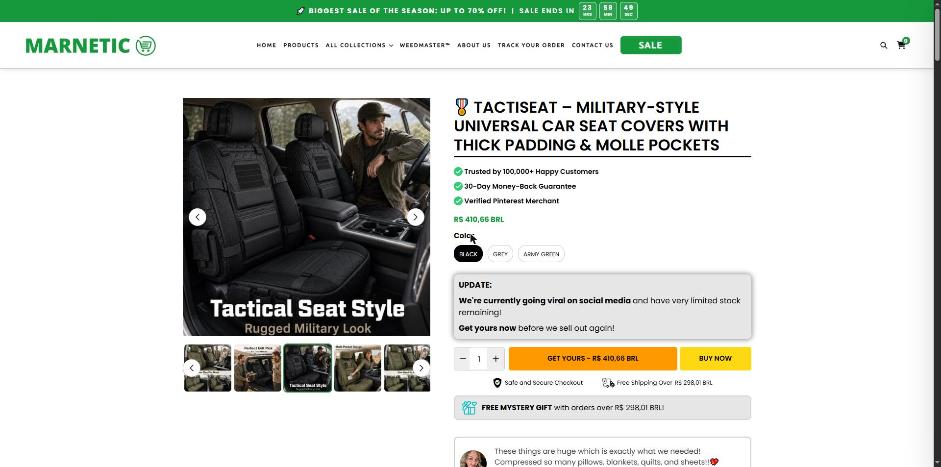 BIGGEST SALE OF THE SEASON: UP TO 70% OFF! | SALE ENDS IN 23 HRS 59 MIN 49 SEC
MARNETIC
HOME PRODUCTS ALL COLLECTIONS WEEDMASTER™ ABOUT US TRACK YOUR ORDER CONTACT US SALE
0
🎖️ TACTISEAT – MILITARY-STYLE
UNIVERSAL CAR SEAT COVERS WITH
THICK PADDING & MOLLE POCKETS
Trusted by 100,000+ Happy Customers
30-Day Money-Back Guarantee
Verified Pinterest Merchant
R$ 410,66 BRL
Color
BLACK GREY ARMY GREEN
Tactical Seat Style
Rugged Military Look
UPDATE:
We're currently going viral on social media and have very limited stock
remaining!
Get yours now before we sell out again!
− 1 + GET YOURS - R$ 410,66 BRL BUY NOW
Safe and Secure Checkout Free Shipping Over R$ 298,01 BRL
FREE MYSTERY GIFT with orders over R$ 298,01 BRL!
These things are huge which is exactly what we needed!
Compressed so many pillows, blankets, quilts, and sheets!!❤️